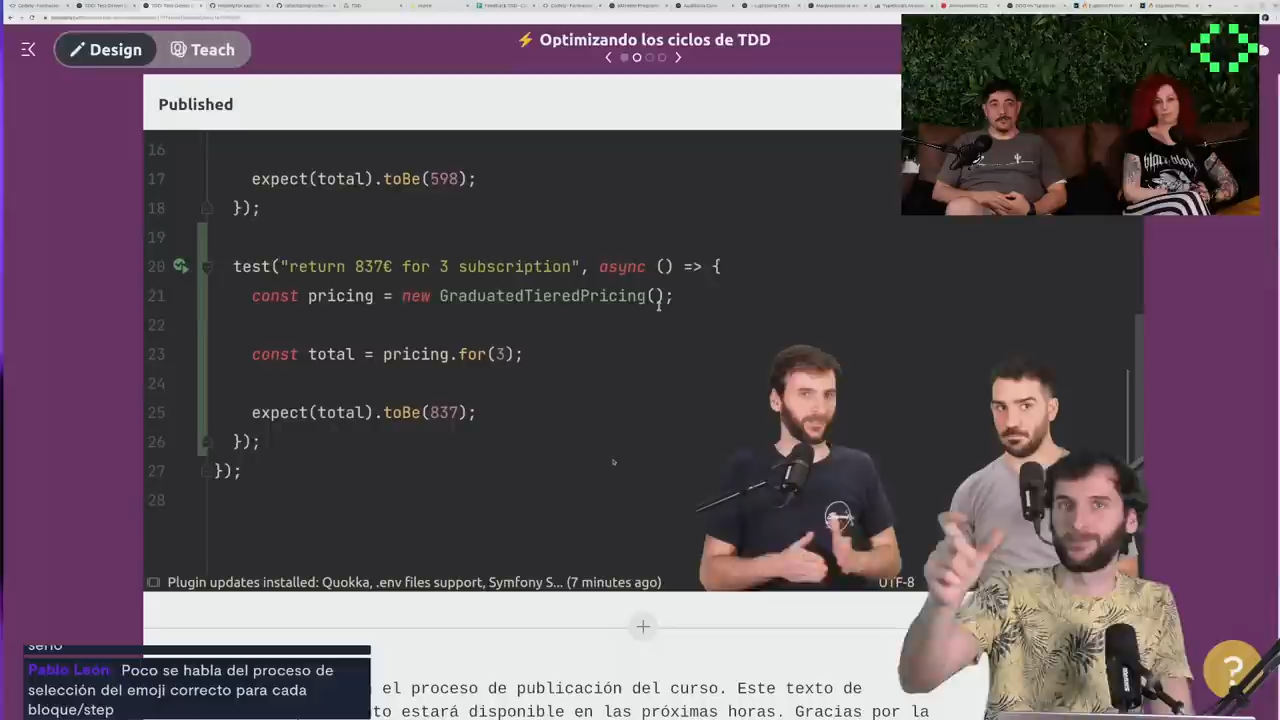 Design
Teach
⚡ Optimizando los ciclos de TDD
Published
16
17 expect(total).toBe(598);
18 });
19
20 test("return 837€ for 3 subscription", async () => {
21 const pricing = new GraduatedTieredPricing();
22
23 const total = pricing.for(3);
24
25 expect(total).toBe(837);
26 });
27 });
28
Plugin updates installed: Quokka, .env files support, Symfony S... (7 minutes ago)
UTF-8
+
?
serio
Pablo León Poco se habla del proceso de
selección del emoji correcto para cada
bloque/step
el proceso de publicación del curso. Este texto de
to estará disponible en las próximas horas. Gracias por la